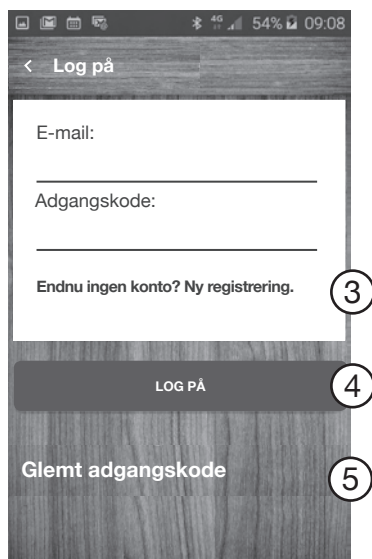 4G 54% 09:08
< Log på
E-mail:
Adgangskode:
Endnu ingen konto? Ny registrering. 3
LOG PÅ 4
Glemt adgangskode 5